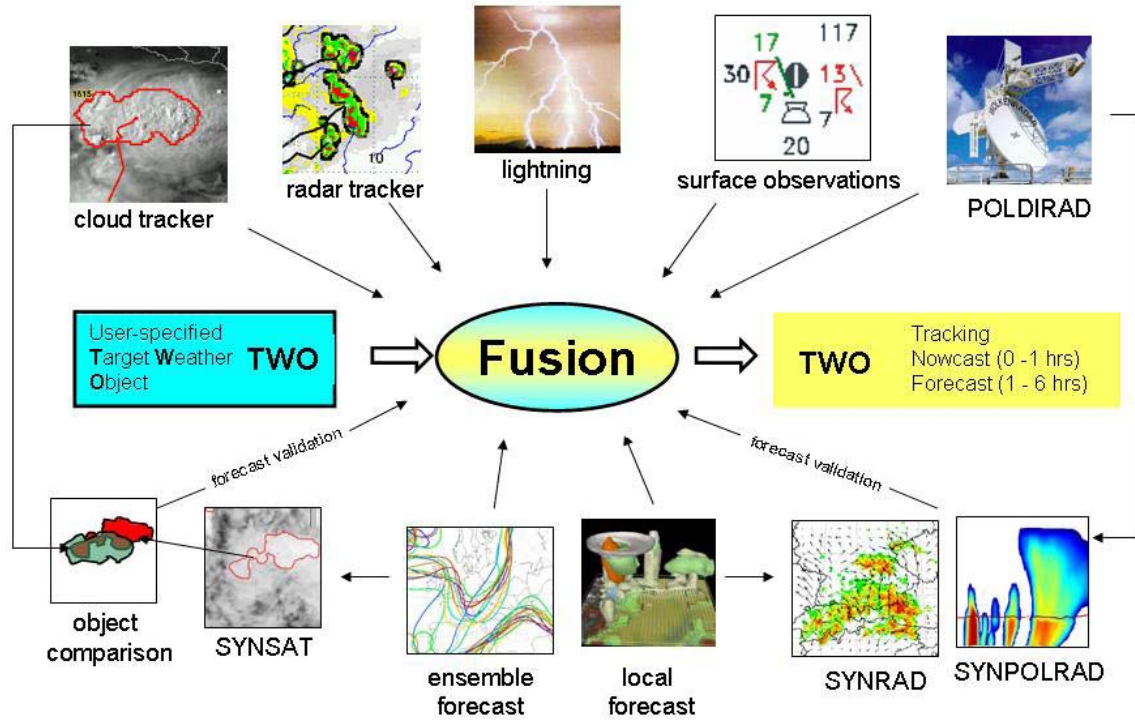 1615
10
17
117
30
13
7
7
20
cloud tracker
radar tracker
lightning
surface observations
POLDIRAD
User-specified
Target Weather
Object
TWO
Fusion
TWO
Tracking
Nowcast (0 -1 hrs)
Forecast (1 - 6 hrs)
forecast validation
forecast validation
object
comparison
SYNSAT
ensemble
forecast
local
forecast
SYNRAD
SYNPOLRAD